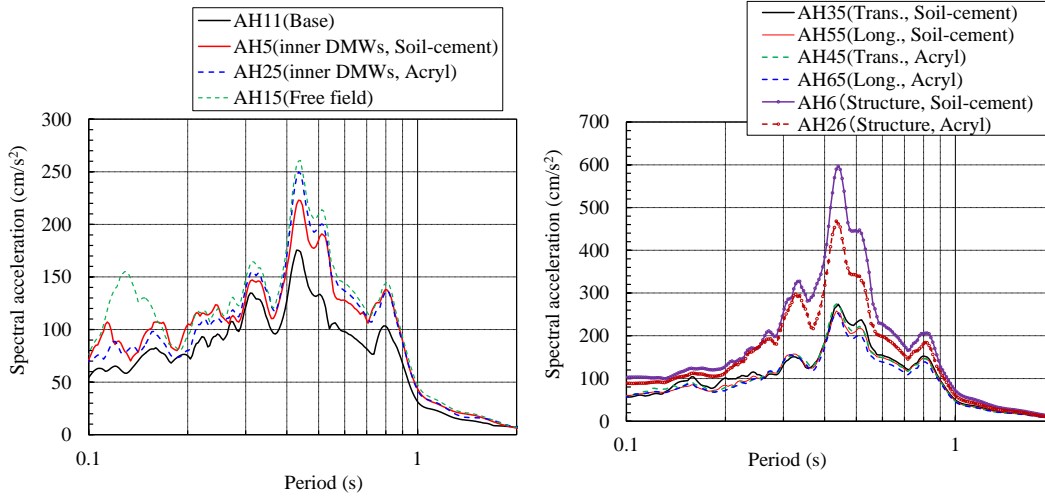 AH11(Base)
AH5(inner DMWs, Soil-cement)
AH25(inner DMWs, Acryl)
AH15(Free field)
300
250
200
150
100
50
0
0.1
1
Spectral acceleration (cm/s²)
Period (s)
AH35(Trans., Soil-cement)
AH55(Long., Soil-cement)
AH45(Trans., Acryl)
AH65(Long., Acryl)
AH6(Structure, Soil-cement)
AH26(Structure, Acryl)
700
600
500
400
300
200
100
0
0.1
1
Spectral acceleration (cm/s²)
Period (s)